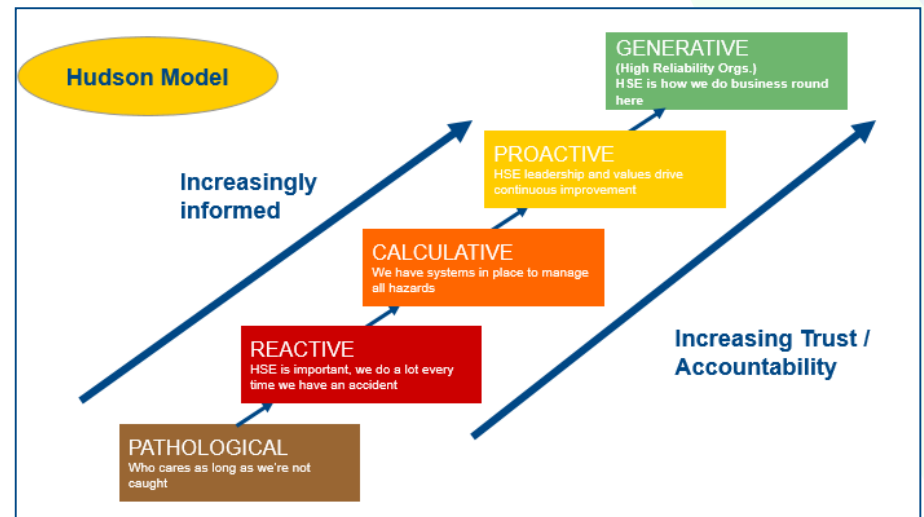 Hudson Model
GENERATIVE
(High Reliability Orgs.)
HSE is how we do business round
here
PROACTIVE
HSE leadership and values drive
continuous improvement
Increasingly
informed
CALCULATIVE
We have systems in place to manage
all hazards
REACTIVE
HSE is important, we do a lot every
time we have an accident
Increasing Trust /
Accountability
PATHOLOGICAL
Who cares as long as we're not
caught